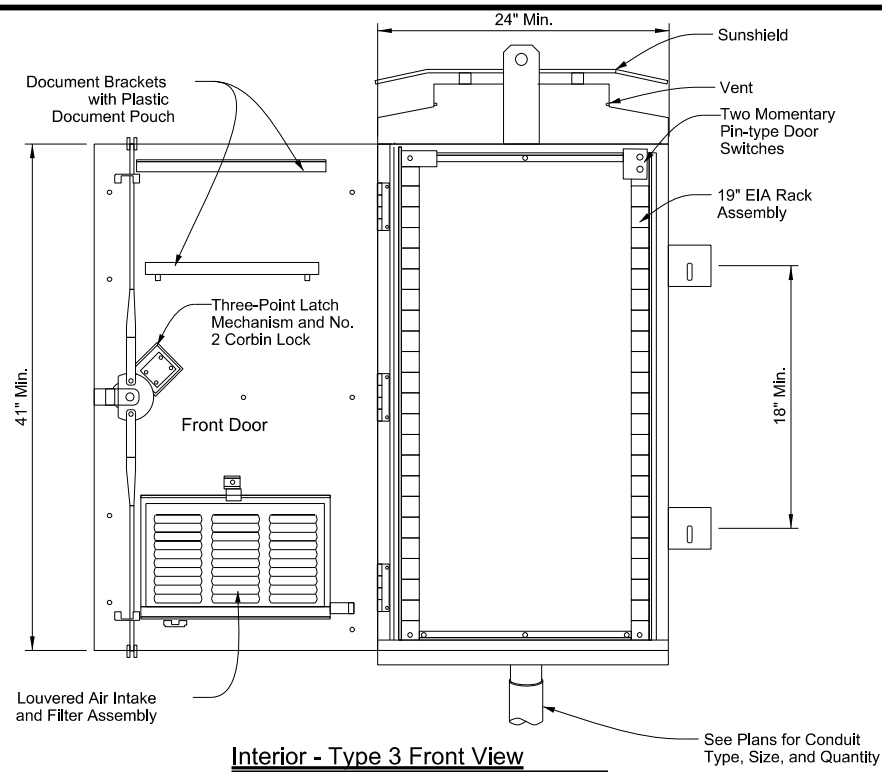 24" Min.
Sunshield
Document Brackets
with Plastic
Document Pouch
Vent
Two Momentary
Pin-type Door
Switches
19" EIA Rack
Assembly
Three-Point Latch
Mechanism and No.
2 Corbin Lock
41" Min.
18" Min.
Front Door
Louvered Air Intake
and Filter Assembly
See Plans for Conduit
Type, Size, and Quantity
Interior - Type 3 Front View